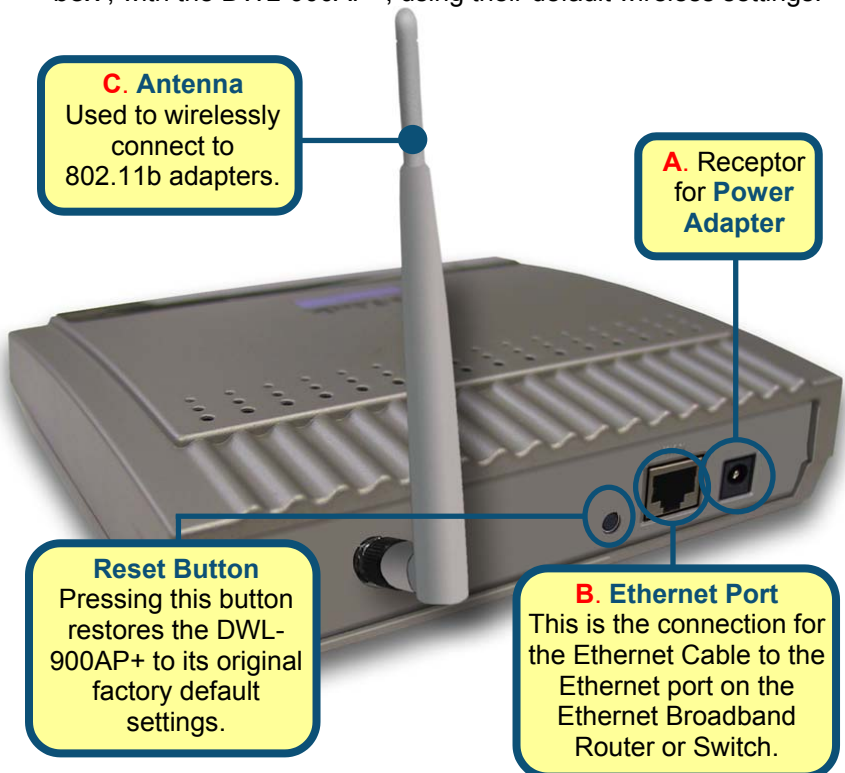 C. Antenna
Used to wirelessly
connect to
802.11b adapters.
A. Receptor
for Power
Adapter
Reset Button
Pressing this button
restores the DWL-
900AP+ to its original
factory default
settings.
B. Ethernet Port
This is the connection for
the Ethernet Cable to the
Ethernet port on the
Ethernet Broadband
Router or Switch.